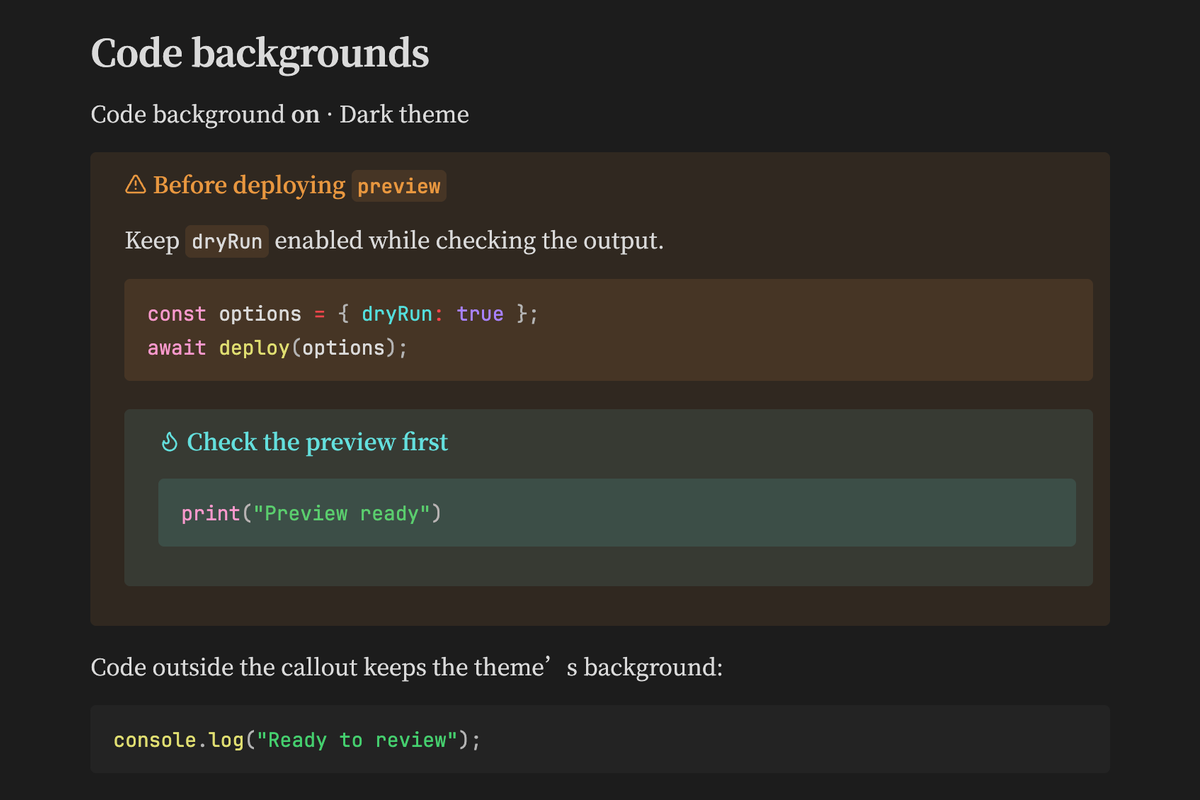 Code backgrounds
Code background on · Dark theme
Before deploying preview
Keep dryRun enabled while checking the output.
const options = { dryRun: true };
await deploy(options);
Check the preview first
print("Preview ready")
Code outside the callout keeps the theme’s background:
console.log("Ready to review");